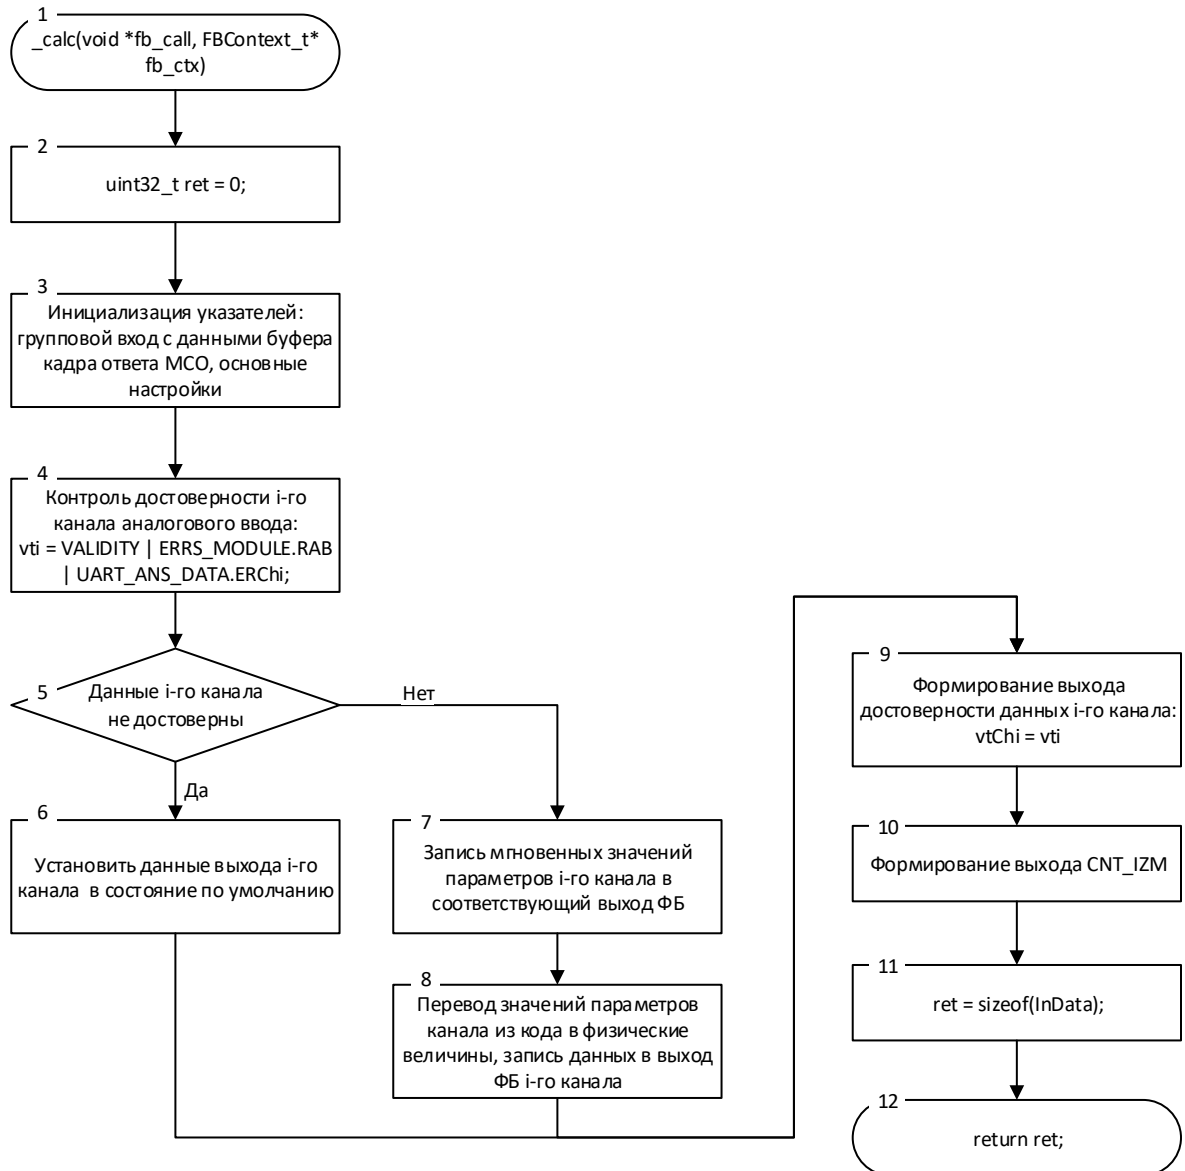 1
_calc(void *fb_call, FBContext_t*
fb_ctx)
2
uint32_t ret = 0;
3
Инициализация указателей:
групповой вход с данными буфера
кадра ответа МСО, основные
настройки
4
Контроль достоверности i-го
канала аналогового ввода:
vti = VALIDITY | ERRS_MODULE.RAB
| UART_ANS_DATA.ERChi;
5
Данные i-го канала
не достоверны
Нет
Да
6
Установить данные выхода i-го
канала в состояние по умолчанию
7
Запись мгновенных значений
параметров i-го канала в
соответствующий выход ФБ
8
Перевод значений параметров
канала из кода в физические
величины, запись данных в выход
ФБ i-го канала
9
Формирование выхода
достоверности данных i-го канала:
vtChi = vti
10
Формирование выхода CNT_IZM
11
ret = sizeof(InData);
12
return ret;